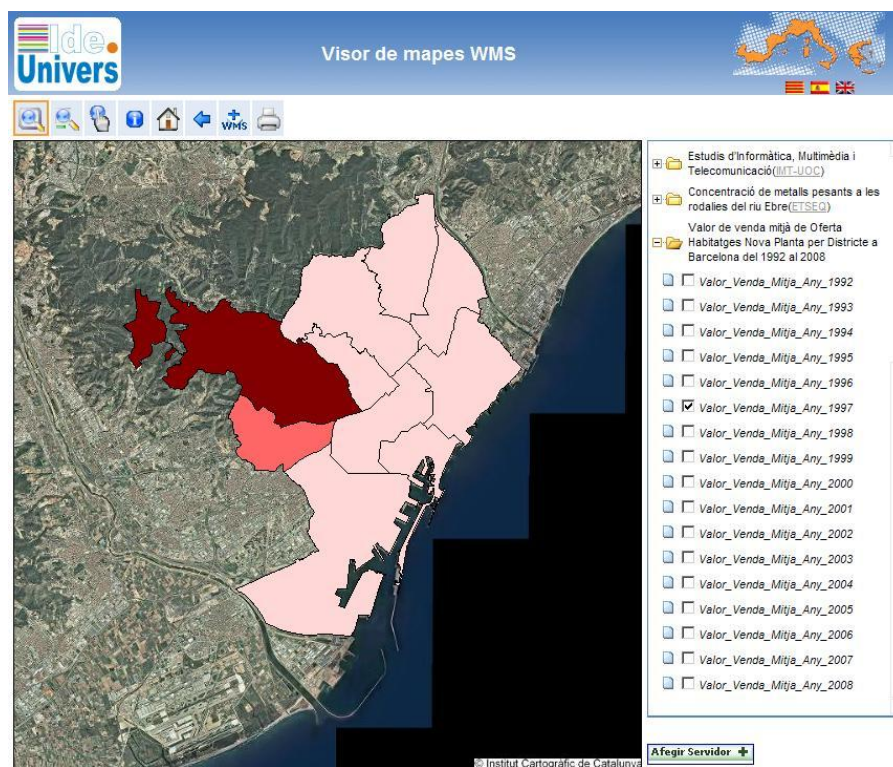 Ide.
Univers
Visor de mapes WMS
WMS
Estudis d'Informàtica, Multimèdia i
Telecomunicació(IMT-UOC)
Concentració de metalls pesants a les
rodalies del riu Ebre(ETSEQ)
Valor de venda mitjà de Oferta
Habitatges Nova Planta per Districte a
Barcelona del 1992 al 2008
Valor_Venda_Mitja_Any_1992
Valor_Venda_Mitja_Any_1993
Valor_Venda_Mitja_Any_1994
Valor_Venda_Mitja_Any_1995
Valor_Venda_Mitja_Any_1996
Valor_Venda_Mitja_Any_1997
Valor_Venda_Mitja_Any_1998
Valor_Venda_Mitja_Any_1999
Valor_Venda_Mitja_Any_2000
Valor_Venda_Mitja_Any_2001
Valor_Venda_Mitja_Any_2002
Valor_Venda_Mitja_Any_2003
Valor_Venda_Mitja_Any_2004
Valor_Venda_Mitja_Any_2005
Valor_Venda_Mitja_Any_2006
Valor_Venda_Mitja_Any_2007
Valor_Venda_Mitja_Any_2008
Afegir Servidor
© Institut Cartogràfic de Catalunya